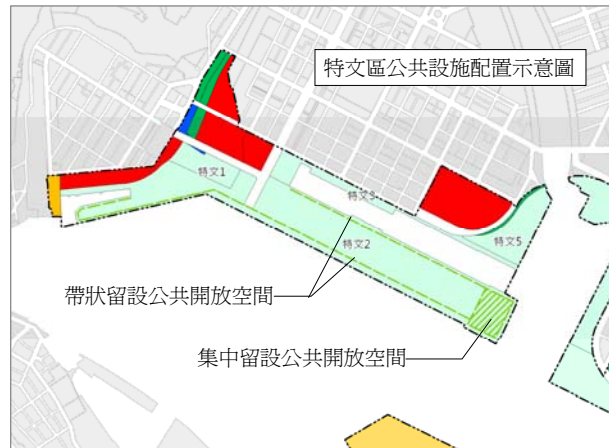 特文區公共設施配置示意圖
特文1
特文3
特文5
特文2
帶狀留設公共開放空間
集中留設公共開放空間